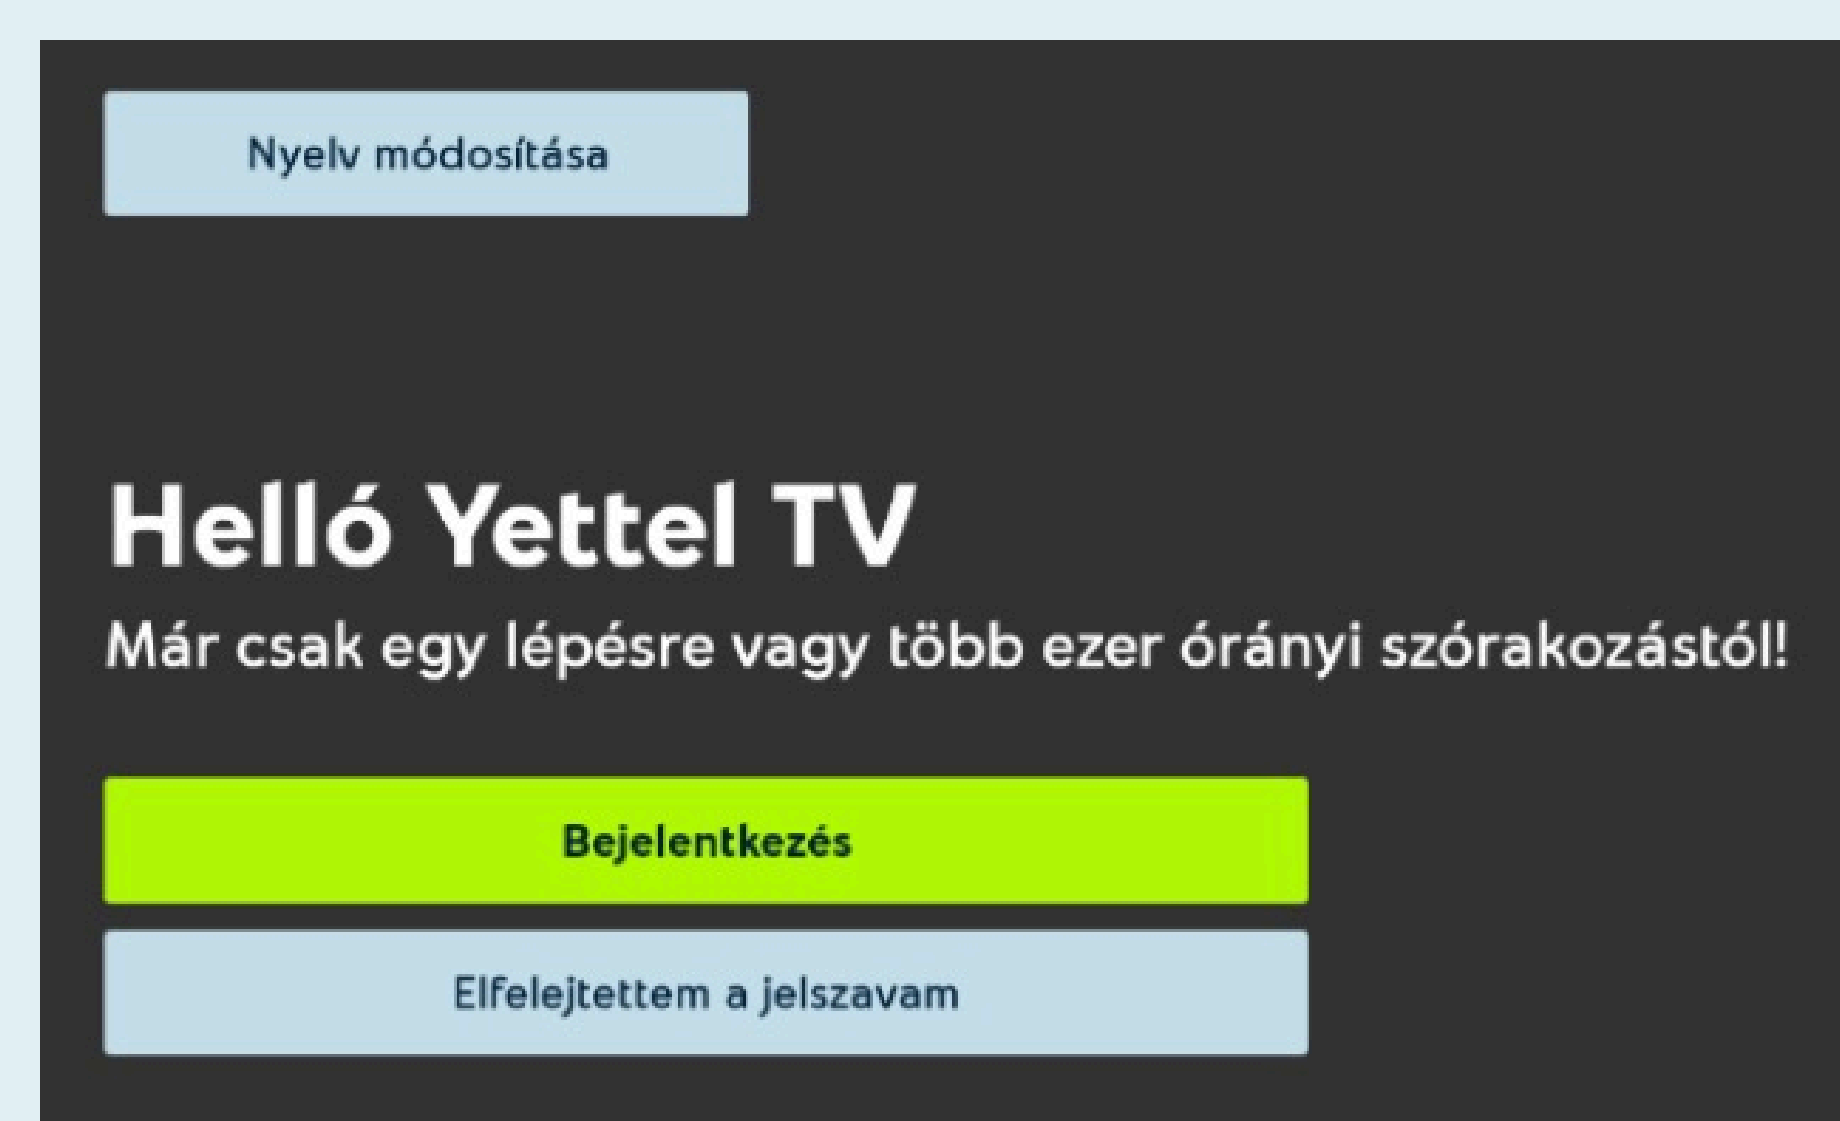 Nyelv módosítása
Helló Yettel TV
Már csak egy lépésre vagy több ezer órányi szórakozástól!
Bejelentkezés
Elfelejtettem a jelszavam